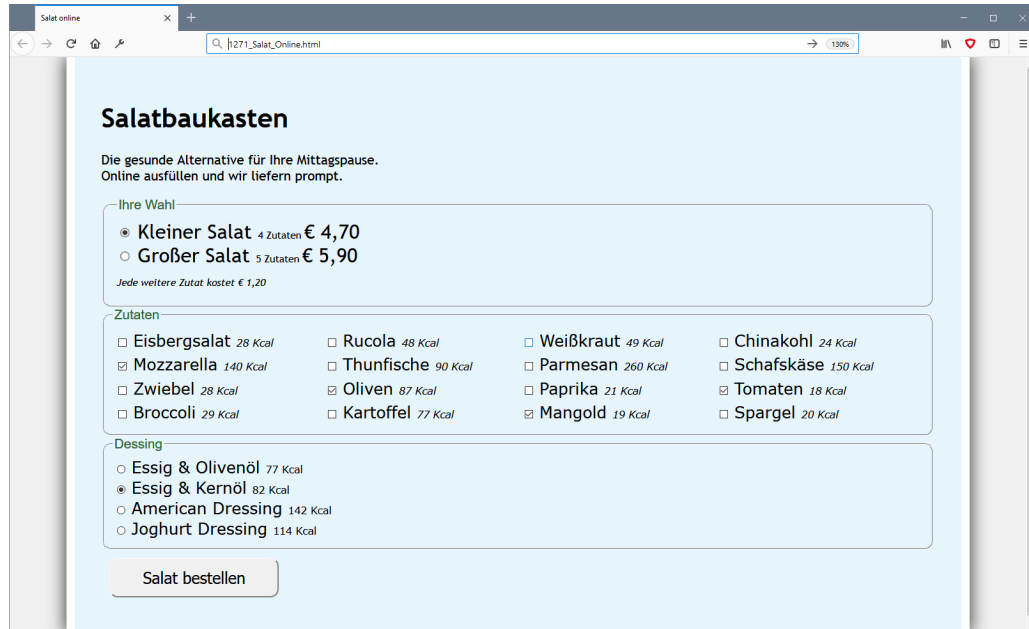 Salat online
1271_Salat_Online.html
130%
Salatbaukasten
Die gesunde Alternative für Ihre Mittagspause.
Online ausfüllen und wir liefern prompt.
Ihre Wahl
Kleiner Salat 4 Zutaten € 4,70
Großer Salat 5 Zutaten € 5,90
Jede weitere Zutat kostet € 1,20
Zutaten
Eisbergsalat 28 Kcal Rucola 48 Kcal Weißkraut 49 Kcal Chinakohl 24 Kcal
Mozzarella 140 Kcal Thunfische 90 Kcal Parmesan 260 Kcal Schafskäse 150 Kcal
Zwiebel 28 Kcal Oliven 87 Kcal Paprika 21 Kcal Tomaten 18 Kcal
Broccoli 29 Kcal Kartoffel 77 Kcal Mangold 19 Kcal Spargel 20 Kcal
Dessing
Essig & Olivenöl 77 Kcal
Essig & Kernöl 82 Kcal
American Dressing 142 Kcal
Joghurt Dressing 114 Kcal
Salat bestellen